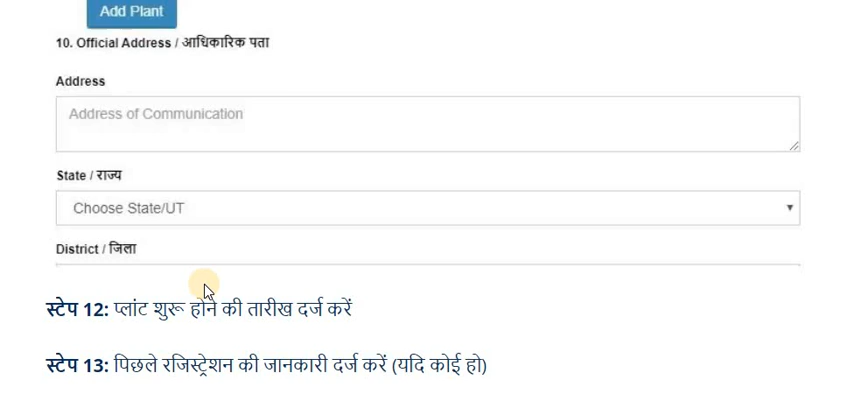 Add Plant
10. Official Address / आधिकारिक पता
Address
Address of Communication
State / राज्य
Choose State/UT
District / जिला
स्टेप 12: प्लांट शुरू होने की तारीख दर्ज करें
स्टेप 13: पिछले रजिस्ट्रेशन की जानकारी दर्ज करें (यदि कोई हो)